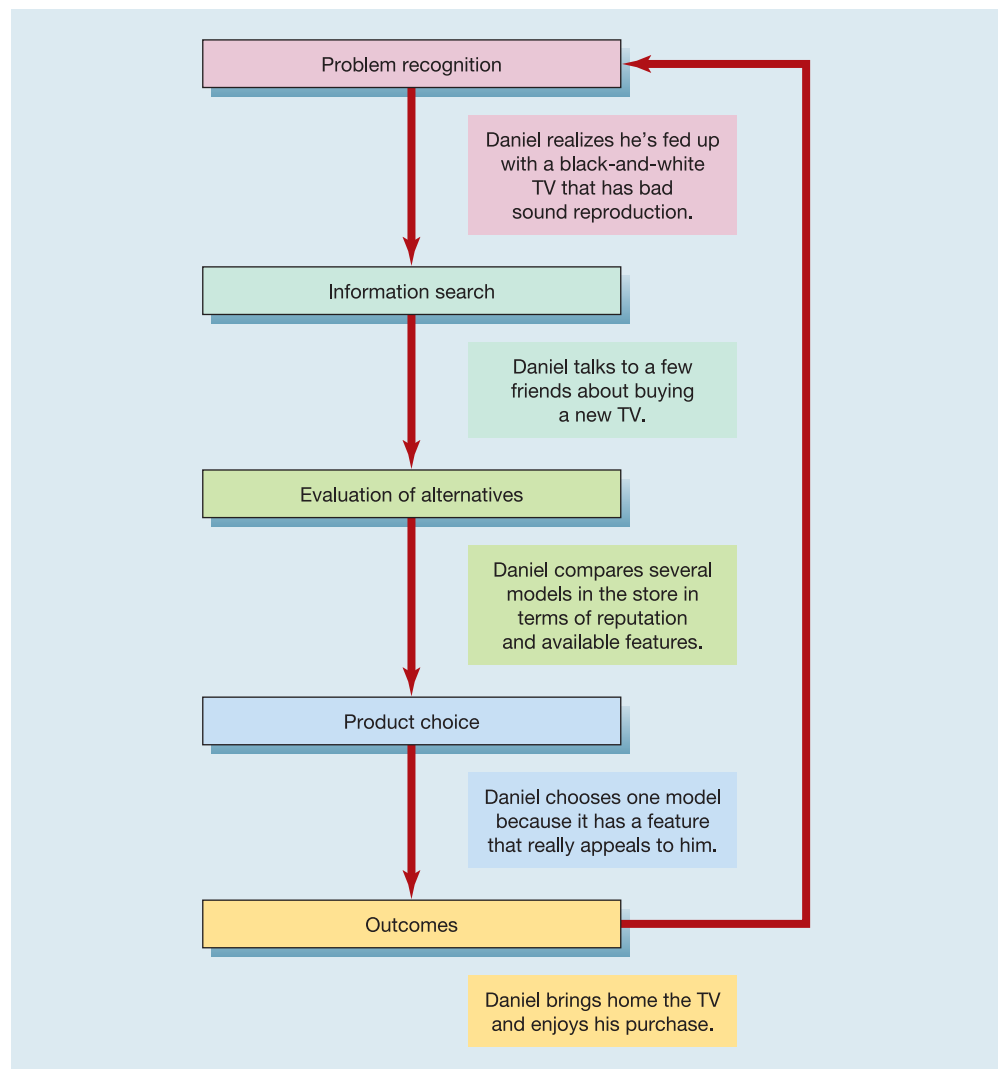 Problem recognition
Daniel realizes he's fed up
with a black-and-white
TV that has bad
sound reproduction.
Information search
Daniel talks to a few
friends about buying
a new TV.
Evaluation of alternatives
Daniel compares several
models in the store in
terms of reputation
and available features.
Product choice
Daniel chooses one model
because it has a feature
that really appeals to him.
Outcomes
Daniel brings home the TV
and enjoys his purchase.